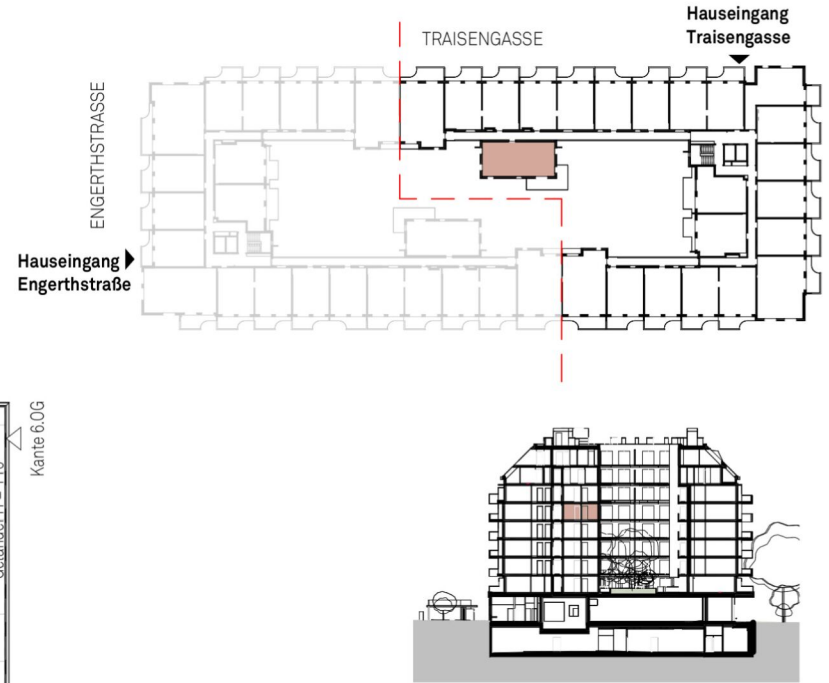 Hauseingang
Traisengasse
TRAISENGASSE
ENGERTHSTRASSE
Hauseingang
Engerthstraße
Kante 6.OG